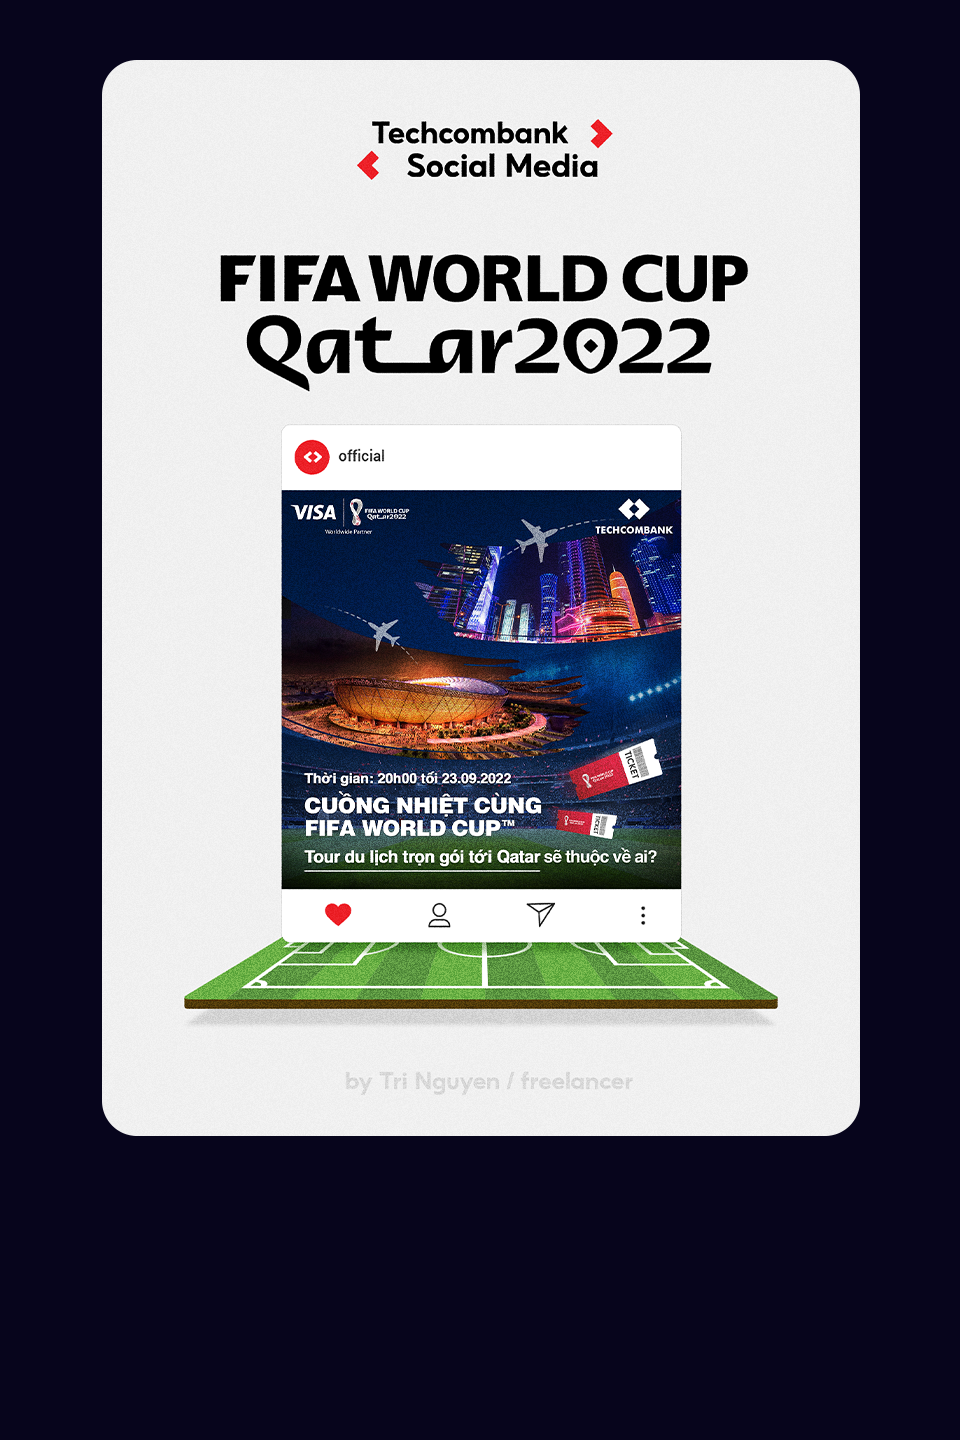 Techcombank
Social Media
FIFA WORLD CUP
Qatar2022
official
VISA
Worldwide Partner
FIFA WORLD CUP
Qatar2022
TECHCOMBANK
TICKET
TICKET
Thời gian: 20h00 tối 23.09.2022
CUỒNG NHIỆT CÙNG
FIFA WORLD CUP™
Tour du lịch trọn gói tới Qatar sẽ thuộc về ai?
by Tri Nguyen / freelancer